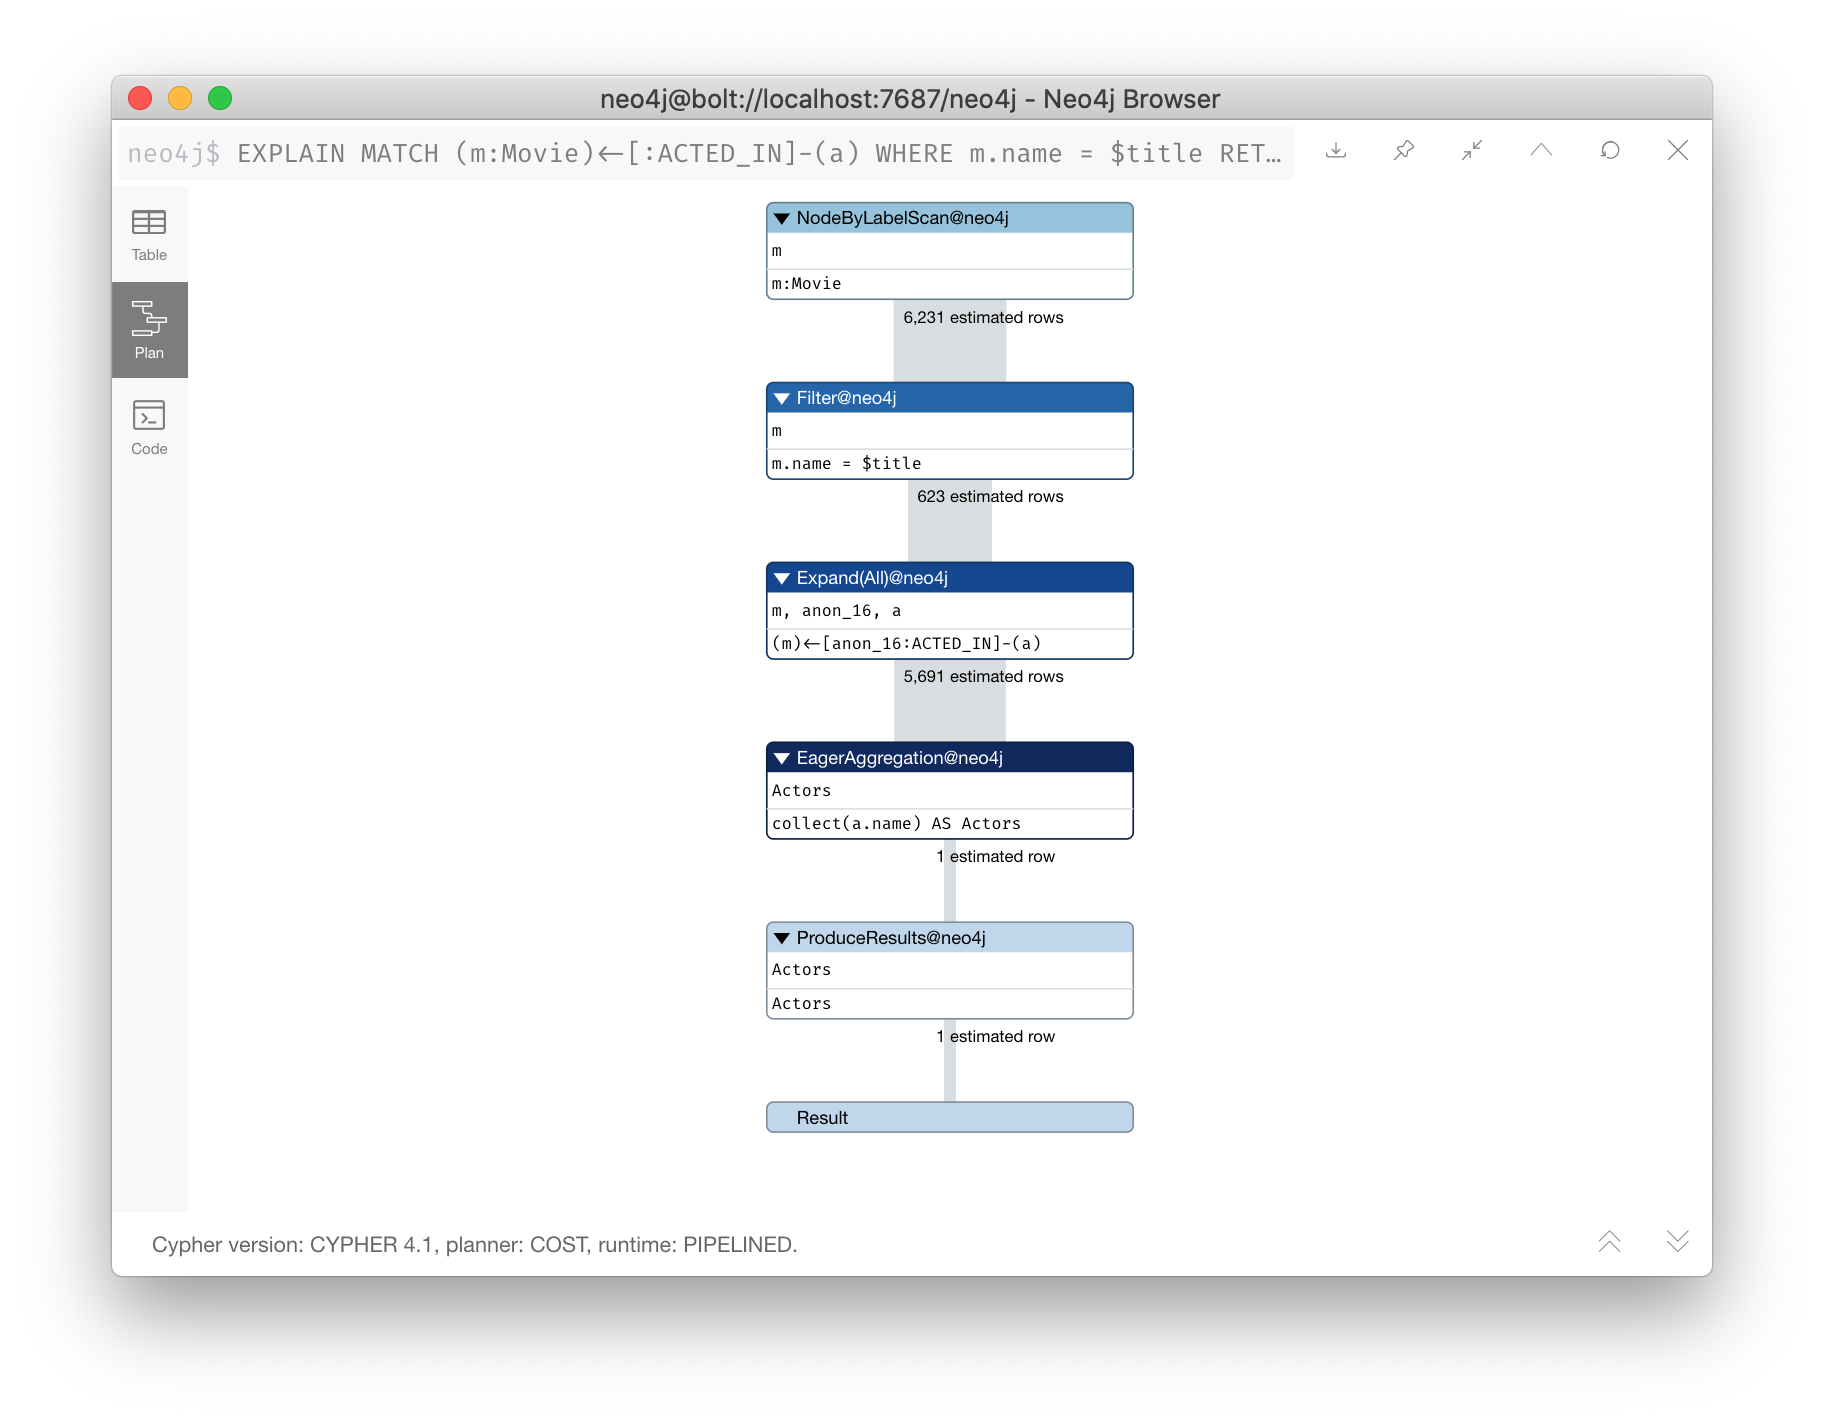 neo4j@bolt://localhost:7687/neo4j - Neo4j Browser
neo4j$ EXPLAIN MATCH (m:Movie)<-[:ACTED_IN]-(a) WHERE m.name = $title RET…
Table
Plan
Code
NodeByLabelScan@neo4j
m
m:Movie
6,231 estimated rows
Filter@neo4j
m
m.name = $title
623 estimated rows
Expand(All)@neo4j
m, anon_16, a
(m)<-[anon_16:ACTED_IN]-(a)
5,691 estimated rows
EagerAggregation@neo4j
Actors
collect(a.name) AS Actors
1 estimated row
ProduceResults@neo4j
Actors
Actors
1 estimated row
Result
Cypher version: CYPHER 4.1, planner: COST, runtime: PIPELINED.